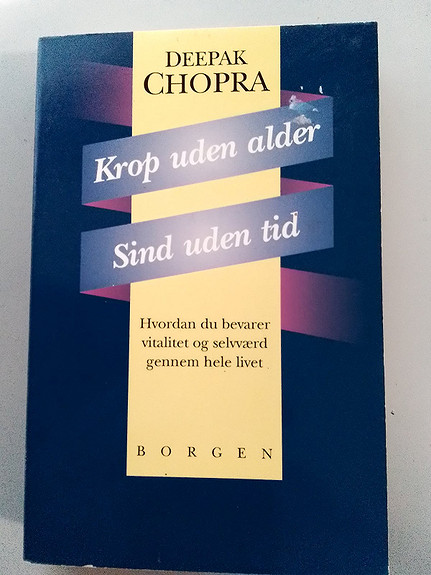 DEEPAK
CHOPRA
Krop uden alder
Sind uden tid
Hvordan du bevarer
vitalitet og selvværd
gennem hele livet
BORGEN